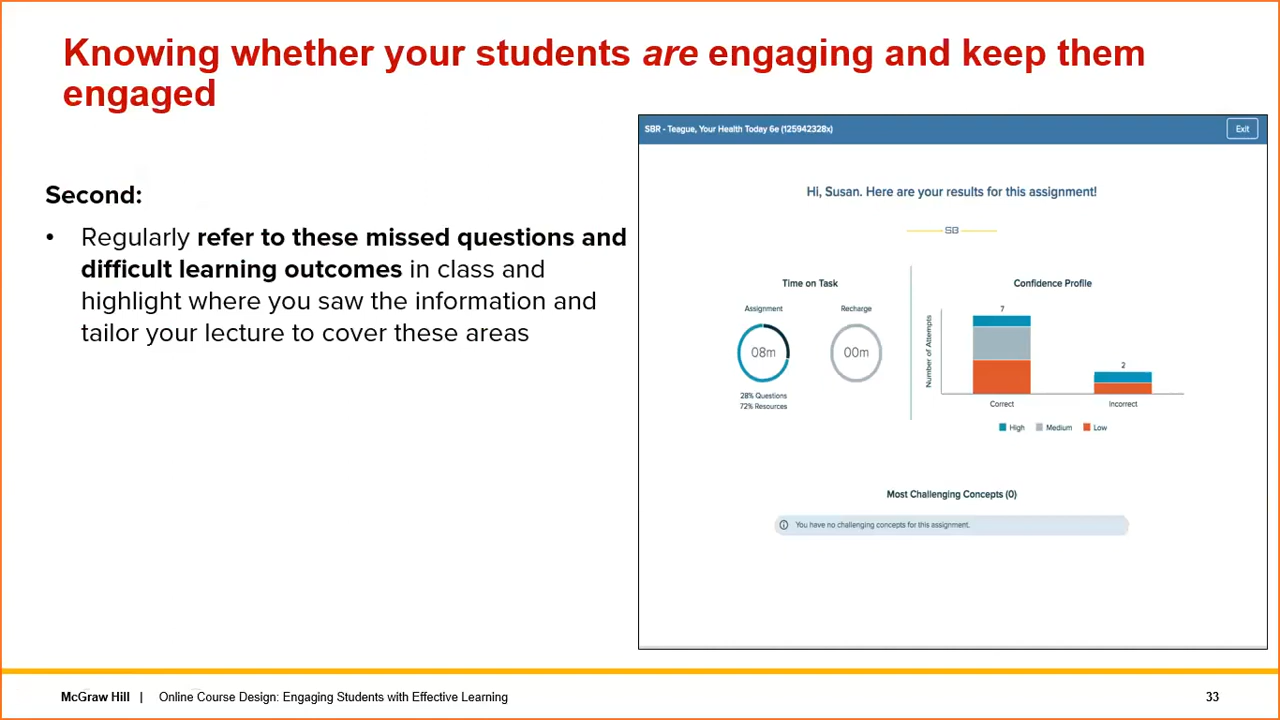 Knowing whether your students are engaging and keep them
engaged
Second:
• Regularly refer to these missed questions and
difficult learning outcomes in class and
highlight where you saw the information and
tailor your lecture to cover these areas
SBR - Teague, Your Health Today 6e (125942328x)
Exit
Hi, Susan. Here are your results for this assignment!
SB
Time on Task
Assignment
Recharge
08m
00m
28% Questions
72% Resources
Confidence Profile
Number of Attempts
7
2
Correct
Incorrect
High
Medium
Low
Most Challenging Concepts (0)
You have no challenging concepts for this assignment.
McGraw Hill | Online Course Design: Engaging Students with Effective Learning
33